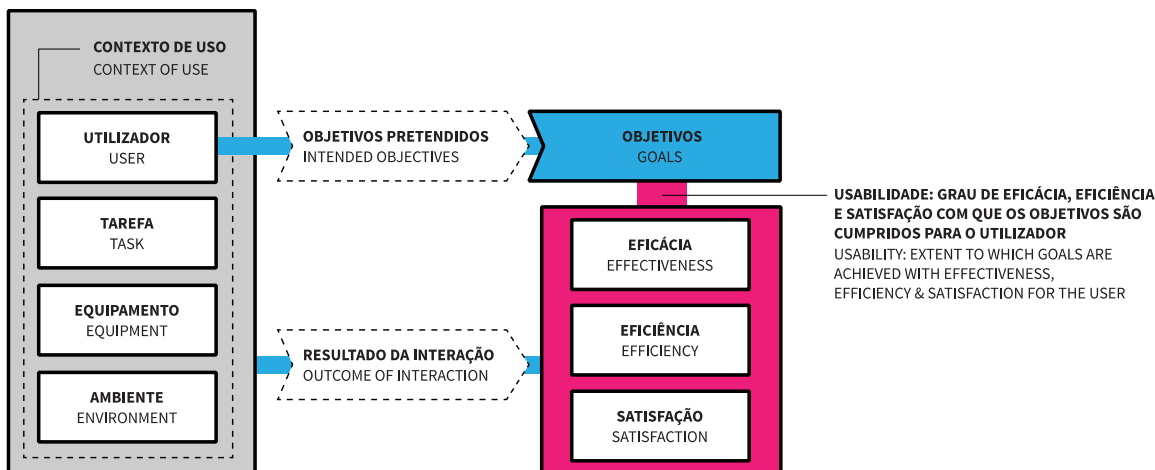 CONTEXTO DE USO
CONTEXT OF USE
UTILIZADOR
USER
TAREFA
TASK
EQUIPAMENTO
EQUIPMENT
AMBIENTE
ENVIRONMENT
OBJETIVOS PRETENDIDOS
INTENDED OBJECTIVES
RESULTADO DA INTERAÇÃO
OUTCOME OF INTERACTION
OBJETIVOS
GOALS
EFICÁCIA
EFFECTIVENESS
EFICIÊNCIA
EFFICIENCY
SATISFAÇÃO
SATISFACTION
USABILIDADE: GRAU DE EFICÁCIA, EFICIÊNCIA
E SATISFAÇÃO COM QUE OS OBJETIVOS SÃO
CUMPRIDOS PARA O UTILIZADOR
USABILITY: EXTENT TO WHICH GOALS ARE
ACHIEVED WITH EFFECTIVENESS,
EFFICIENCY & SATISFACTION FOR THE USER